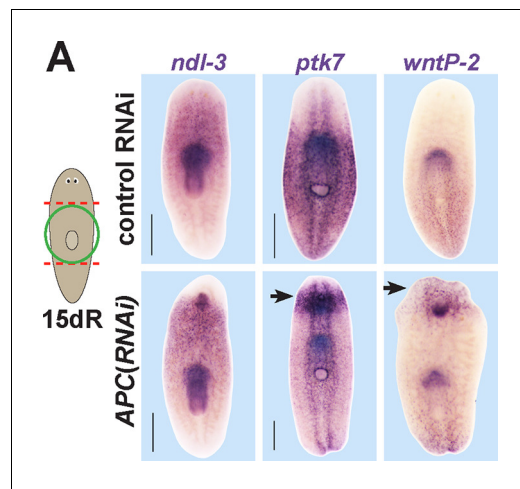 A
ndl-3 ptk7 wntP-2
control RNAi
APC(RNAi)
15dR